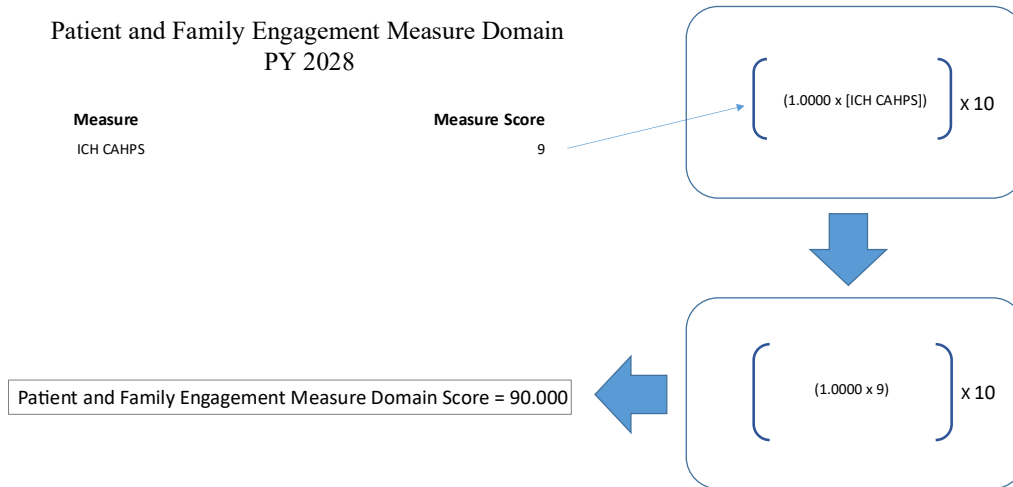 Patient and Family Engagement Measure Domain
PY 2028
Measure Measure Score
ICH CAHPS 9
(1.0000 x [ICH CAHPS]) X 10
(1.0000 x 9) X 10
Patient and Family Engagement Measure Domain Score = 90.000